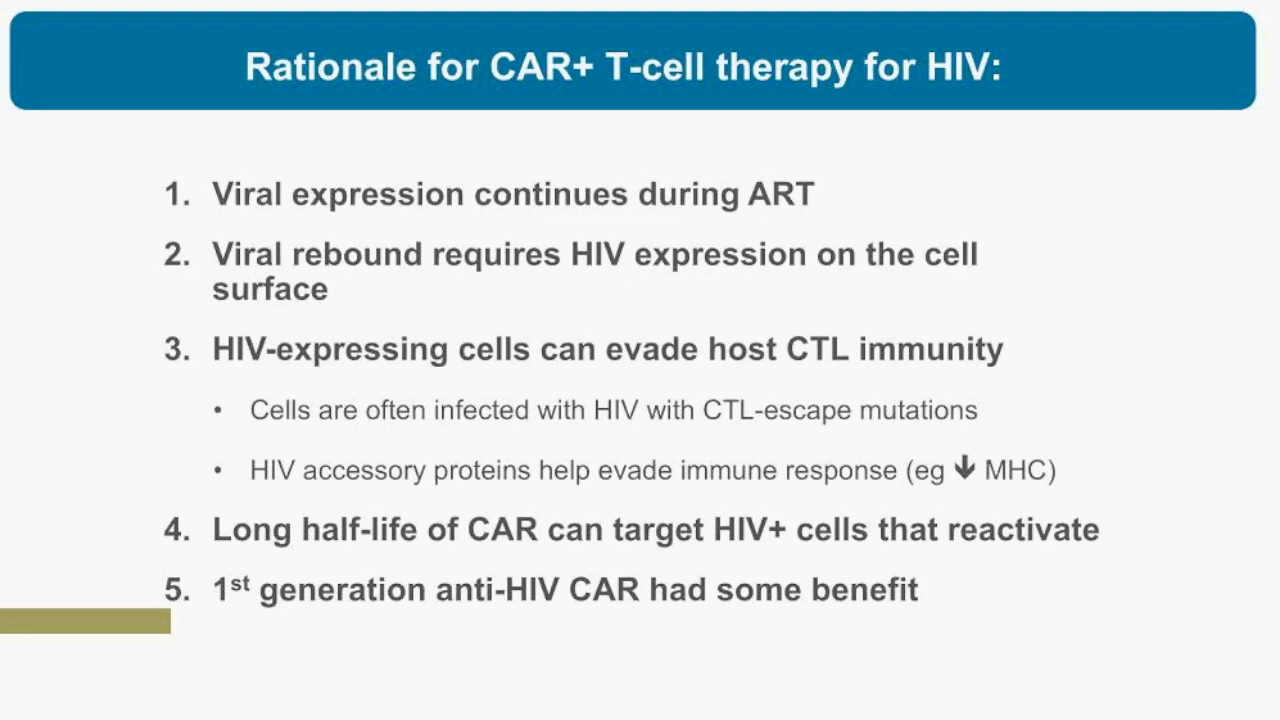 Rationale for CAR+ T-cell therapy for HIV:
1. Viral expression continues during ART
2. Viral rebound requires HIV expression on the cell
surface
3. HIV-expressing cells can evade host CTL immunity
• Cells are often infected with HIV with CTL-escape mutations
• HIV accessory proteins help evade immune response (eg 🡻 MHC)
4. Long half-life of CAR can target HIV+ cells that reactivate
5. 1st generation anti-HIV CAR had some benefit